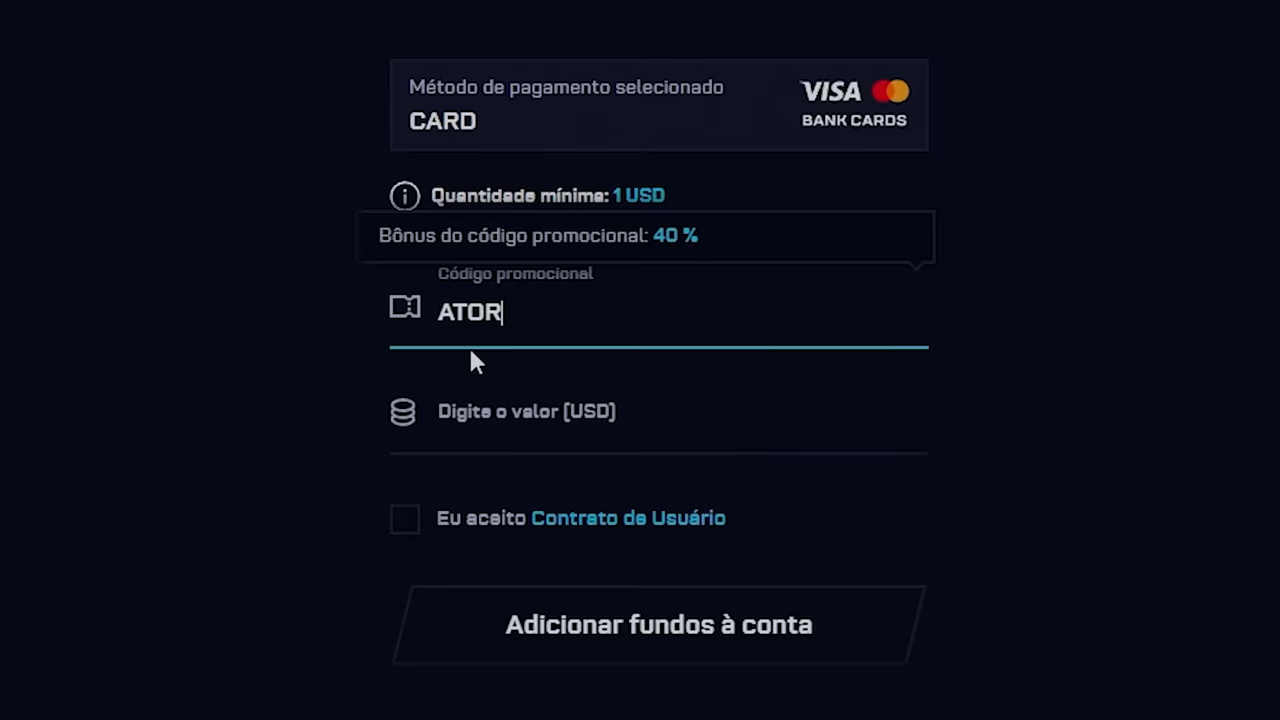 Método de pagamento selecionado
CARD
VISA
BANK CARDS
Quantidade mínima: 1 USD
Bônus do código promocional: 40 %
Código promocional
ATOR
Digite o valor (USD)
Eu aceito Contrato de Usuário
Adicionar fundos à conta